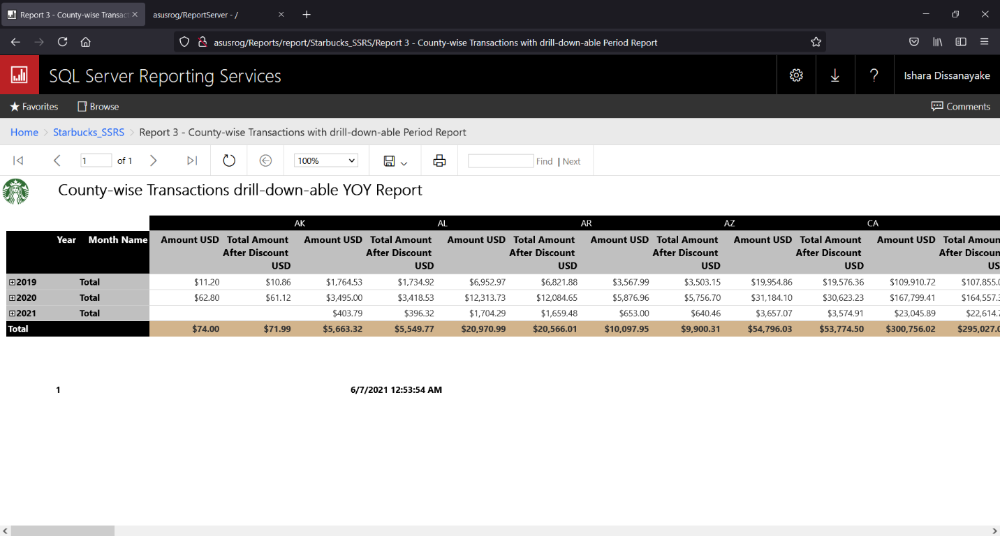 Report 3 - County-wise Transact
asusrog/ReportServer - /
asusrog/Reports/report/Starbucks_SSRS/Report 3 - County-wise Transactions with drill-down-able Period Report
SQL Server Reporting Services
Ishara Dissanayake
Favorites Browse Comments
Home > Starbucks_SSRS > Report 3 - County-wise Transactions with drill-down-able Period Report
1 of 1 100% Find | Next
County-wise Transactions drill-down-able YOY Report
AK AL AR AZ CA
Year Month Name Amount USD Total Amount Amount USD Total Amount Amount USD Total Amount Amount USD Total Amount Amount USD Total Amount Amount USD Total Amoun
After Discount After Discount After Discount After Discount After Discount After Discoun
USD USD USD USD USD US
2019 Total $11.20 $10.86 $1,764.53 $1,734.92 $6,952.97 $6,821.88 $3,567.99 $3,503.15 $19,954.86 $19,576.36 $109,910.72 $107,855.
2020 Total $62.80 $61.12 $3,495.00 $3,418.53 $12,313.73 $12,084.65 $5,876.96 $5,756.70 $31,184.10 $30,623.23 $167,799.41 $164,557.
2021 Total $403.79 $396.32 $1,704.29 $1,659.48 $653.00 $640.46 $3,657.07 $3,574.91 $23,045.89 $22,614.
Total $74.00 $71.99 $5,663.32 $5,549.77 $20,970.99 $20,566.01 $10,097.95 $9,900.31 $54,796.03 $53,774.50 $300,756.02 $295,027.
1 6/7/2021 12:53:54 AM